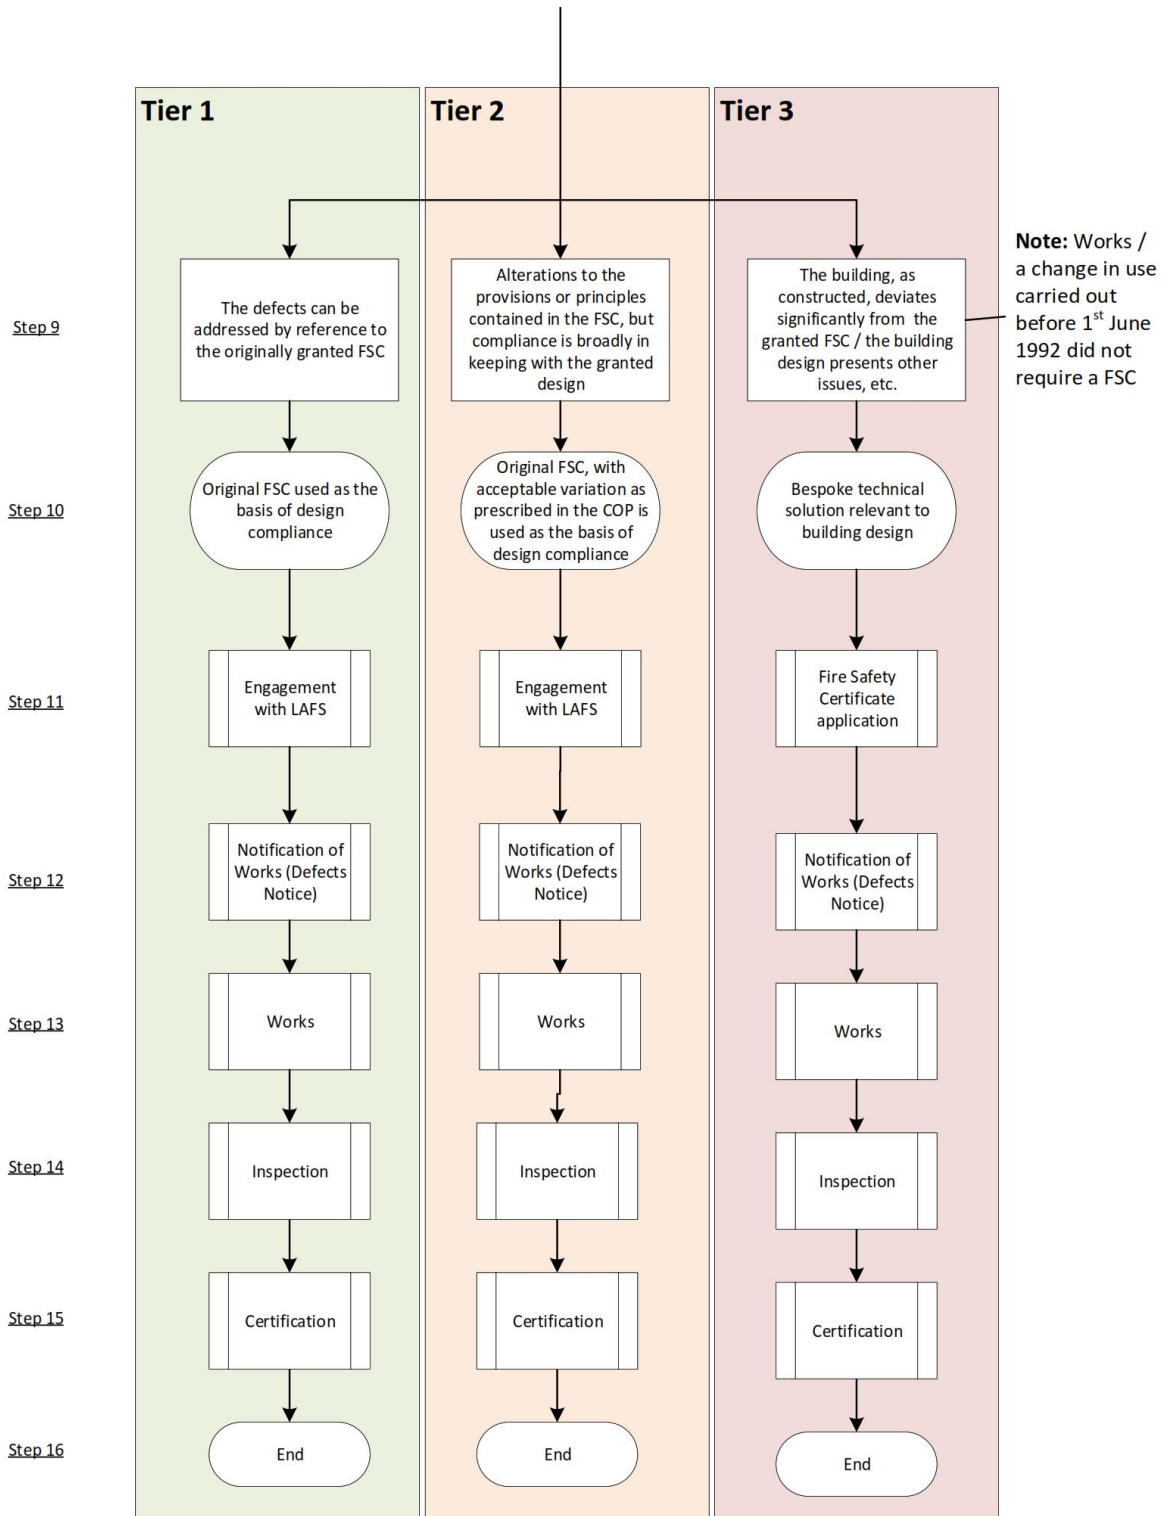 Tier 1
Tier 2
Tier 3
Step 9
The defects can be
addressed by reference to
the originally granted FSC
Alterations to the
provisions or principles
contained in the FSC, but
compliance is broadly in
keeping with the granted
design
The building, as
constructed, deviates
significantly from the
granted FSC / the building
design presents other
issues, etc.
Note: Works /
a change in use
carried out
before 1st June
1992 did not
require a FSC
Step 10
Original FSC used as the
basis of design
compliance
Original FSC, with
acceptable variation as
prescribed in the COP is
used as the basis of
design compliance
Bespoke technical
solution relevant to
building design
Step 11
Engagement
with LAFS
Engagement
with LAFS
Fire Safety
Certificate
application
Step 12
Notification of
Works (Defects
Notice)
Notification of
Works (Defects
Notice)
Notification of
Works (Defects
Notice)
Step 13
Works
Works
Works
Step 14
Inspection
Inspection
Inspection
Step 15
Certification
Certification
Certification
Step 16
End
End
End